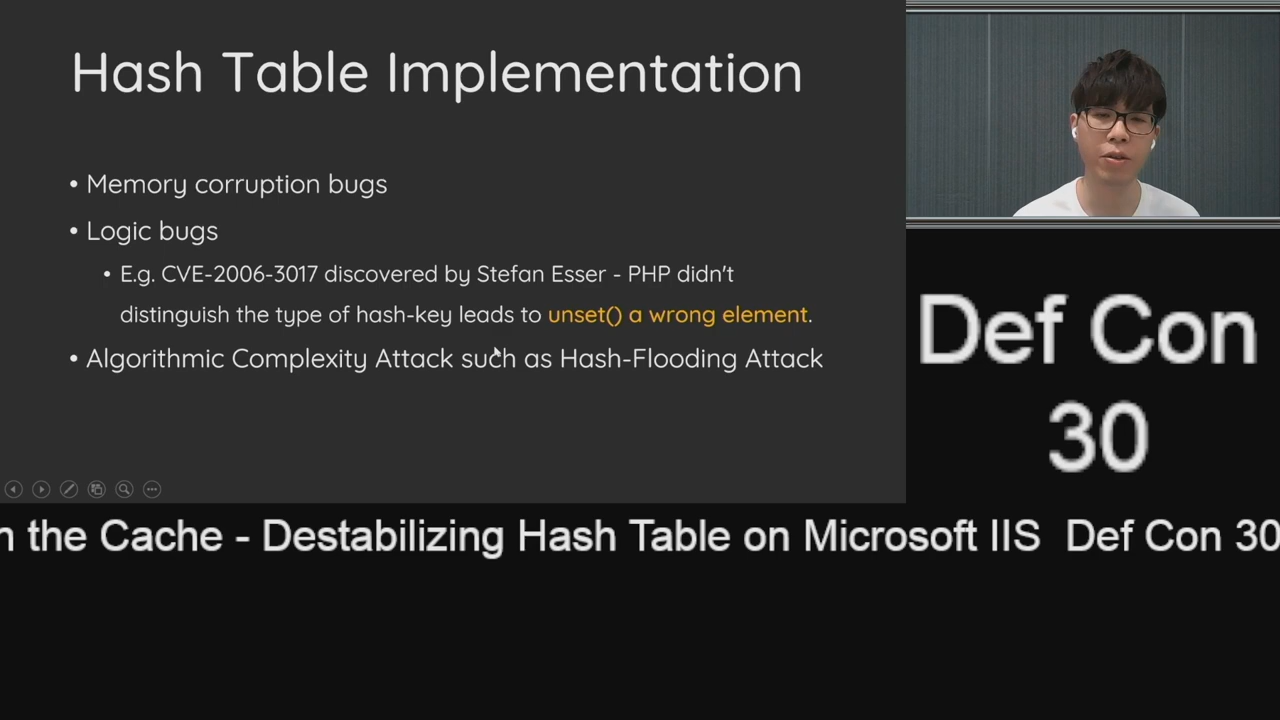 Hash Table Implementation
• Memory corruption bugs
• Logic bugs
• E.g. CVE-2006-3017 discovered by Stefan Esser - PHP didn't
distinguish the type of hash-key leads to unset() a wrong element.
• Algorithmic Complexity Attack such as Hash-Flooding Attack
Def Con
30
the Cache - Destabilizing Hash Table on Microsoft IIS Def Con 30